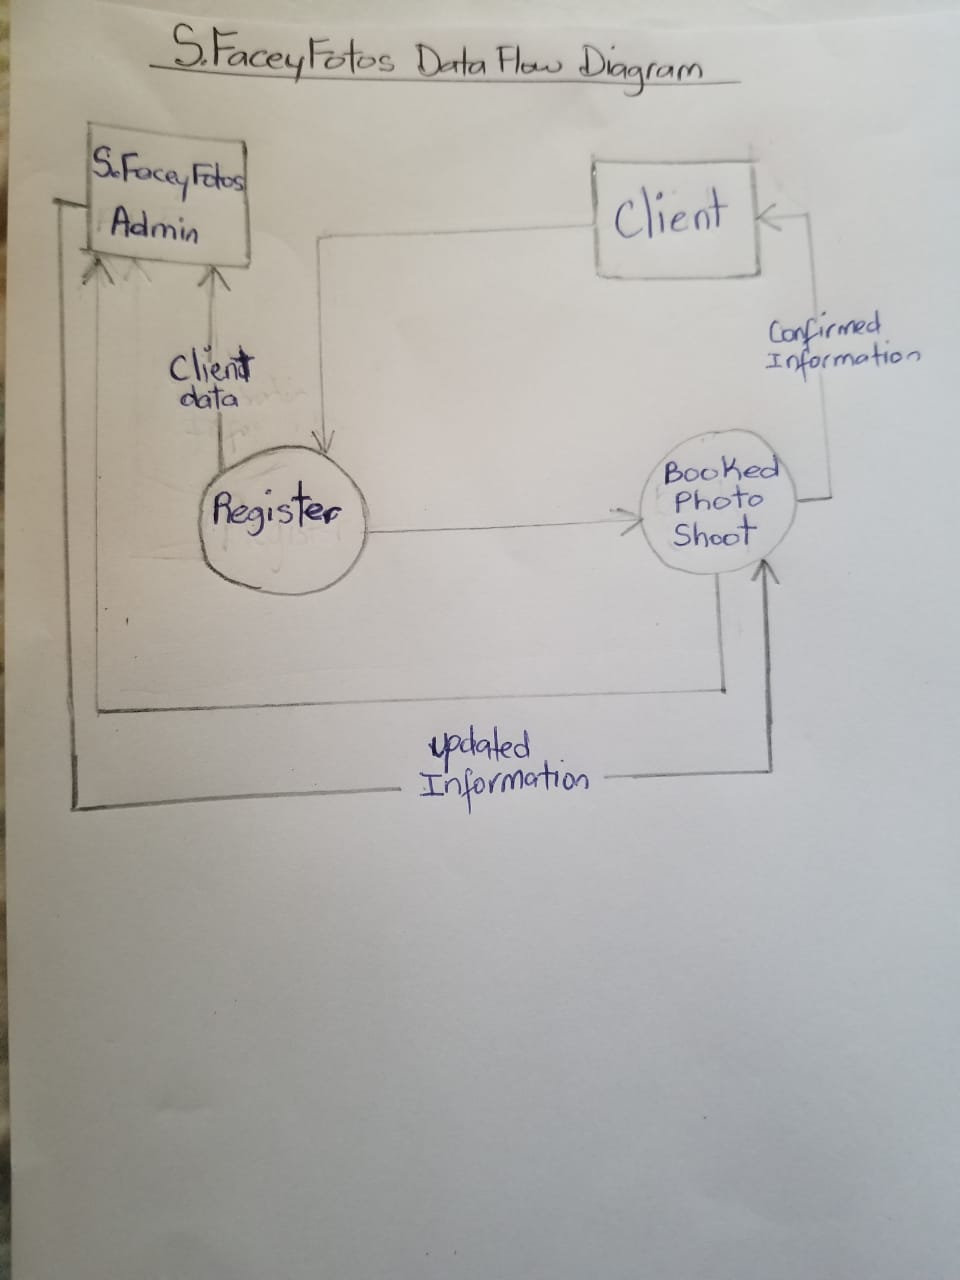 S.FaceyFotos Data Flow Diagram
S.FaceyFotos
Admin
Client
Confirmed
Information
Client
data
Register
Booked
Photo
Shoot
updated
Information